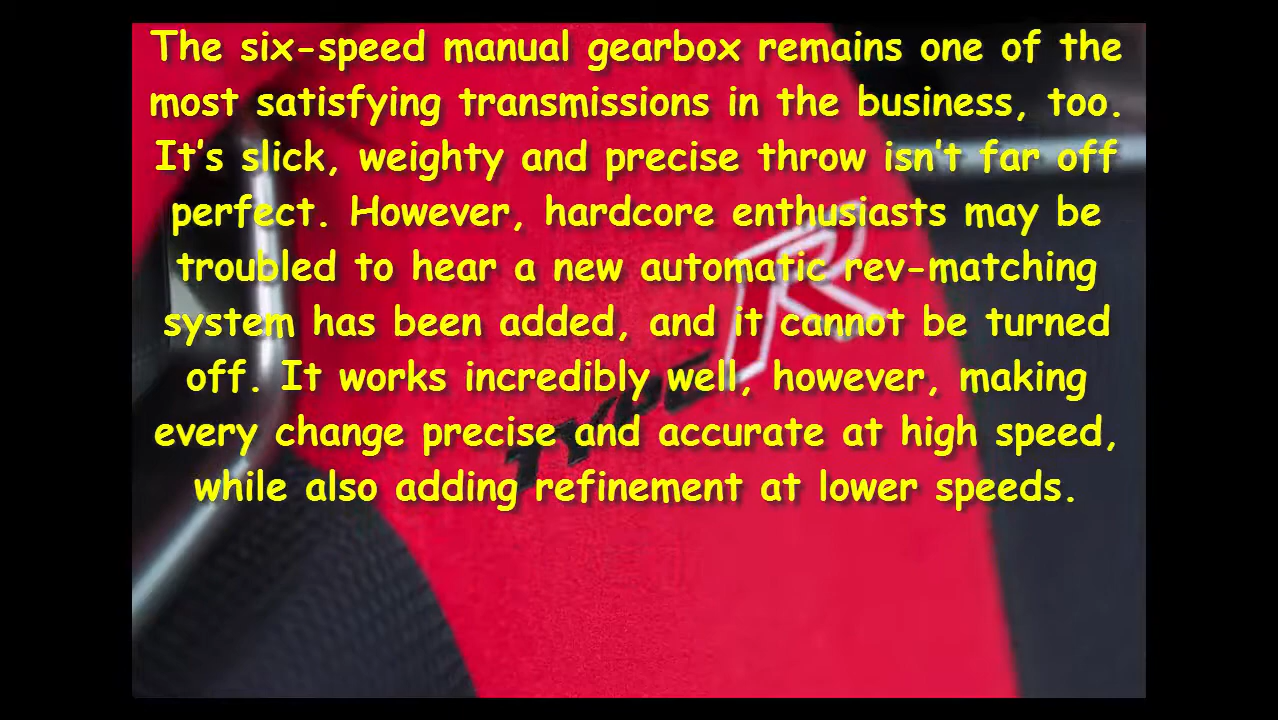 The six-speed manual gearbox remains one of the
most satisfying transmissions in the business, too.
It's slick, weighty and precise throw isn't far off
perfect. However, hardcore enthusiasts may be
troubled to hear a new automatic rev-matching
system has been added, and it cannot be turned
off. It works incredibly well, however, making
every change precise and accurate at high speed,
while also adding refinement at lower speeds.
TYPE R